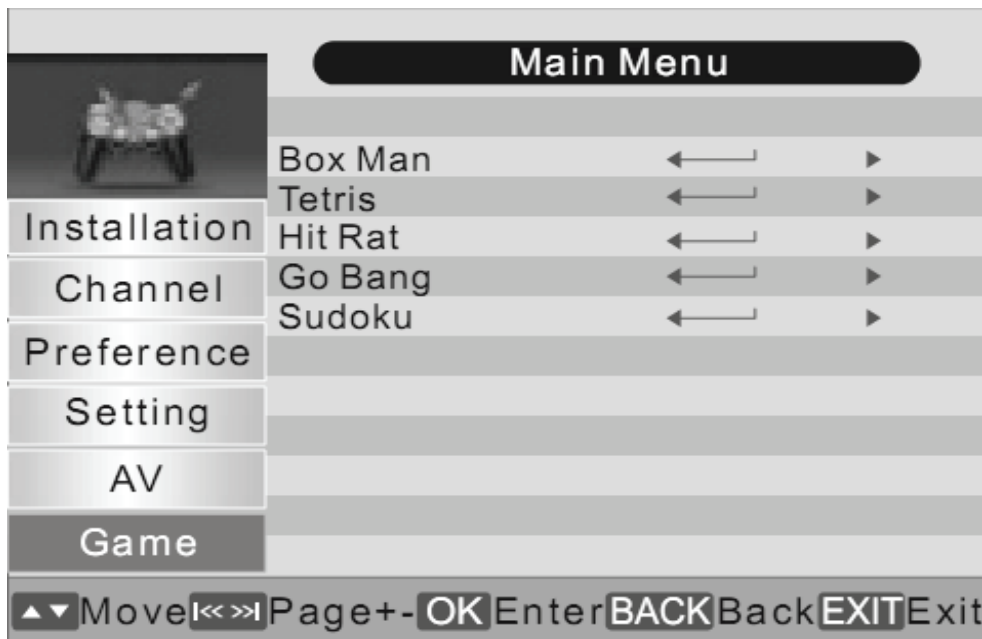 Main Menu
Installation
Channel
Preference
Setting
AV
Game
Box Man
Tetris
Hit Rat
Go Bang
Sudoku
Move Page+- OK Enter BACK Back EXIT Exit